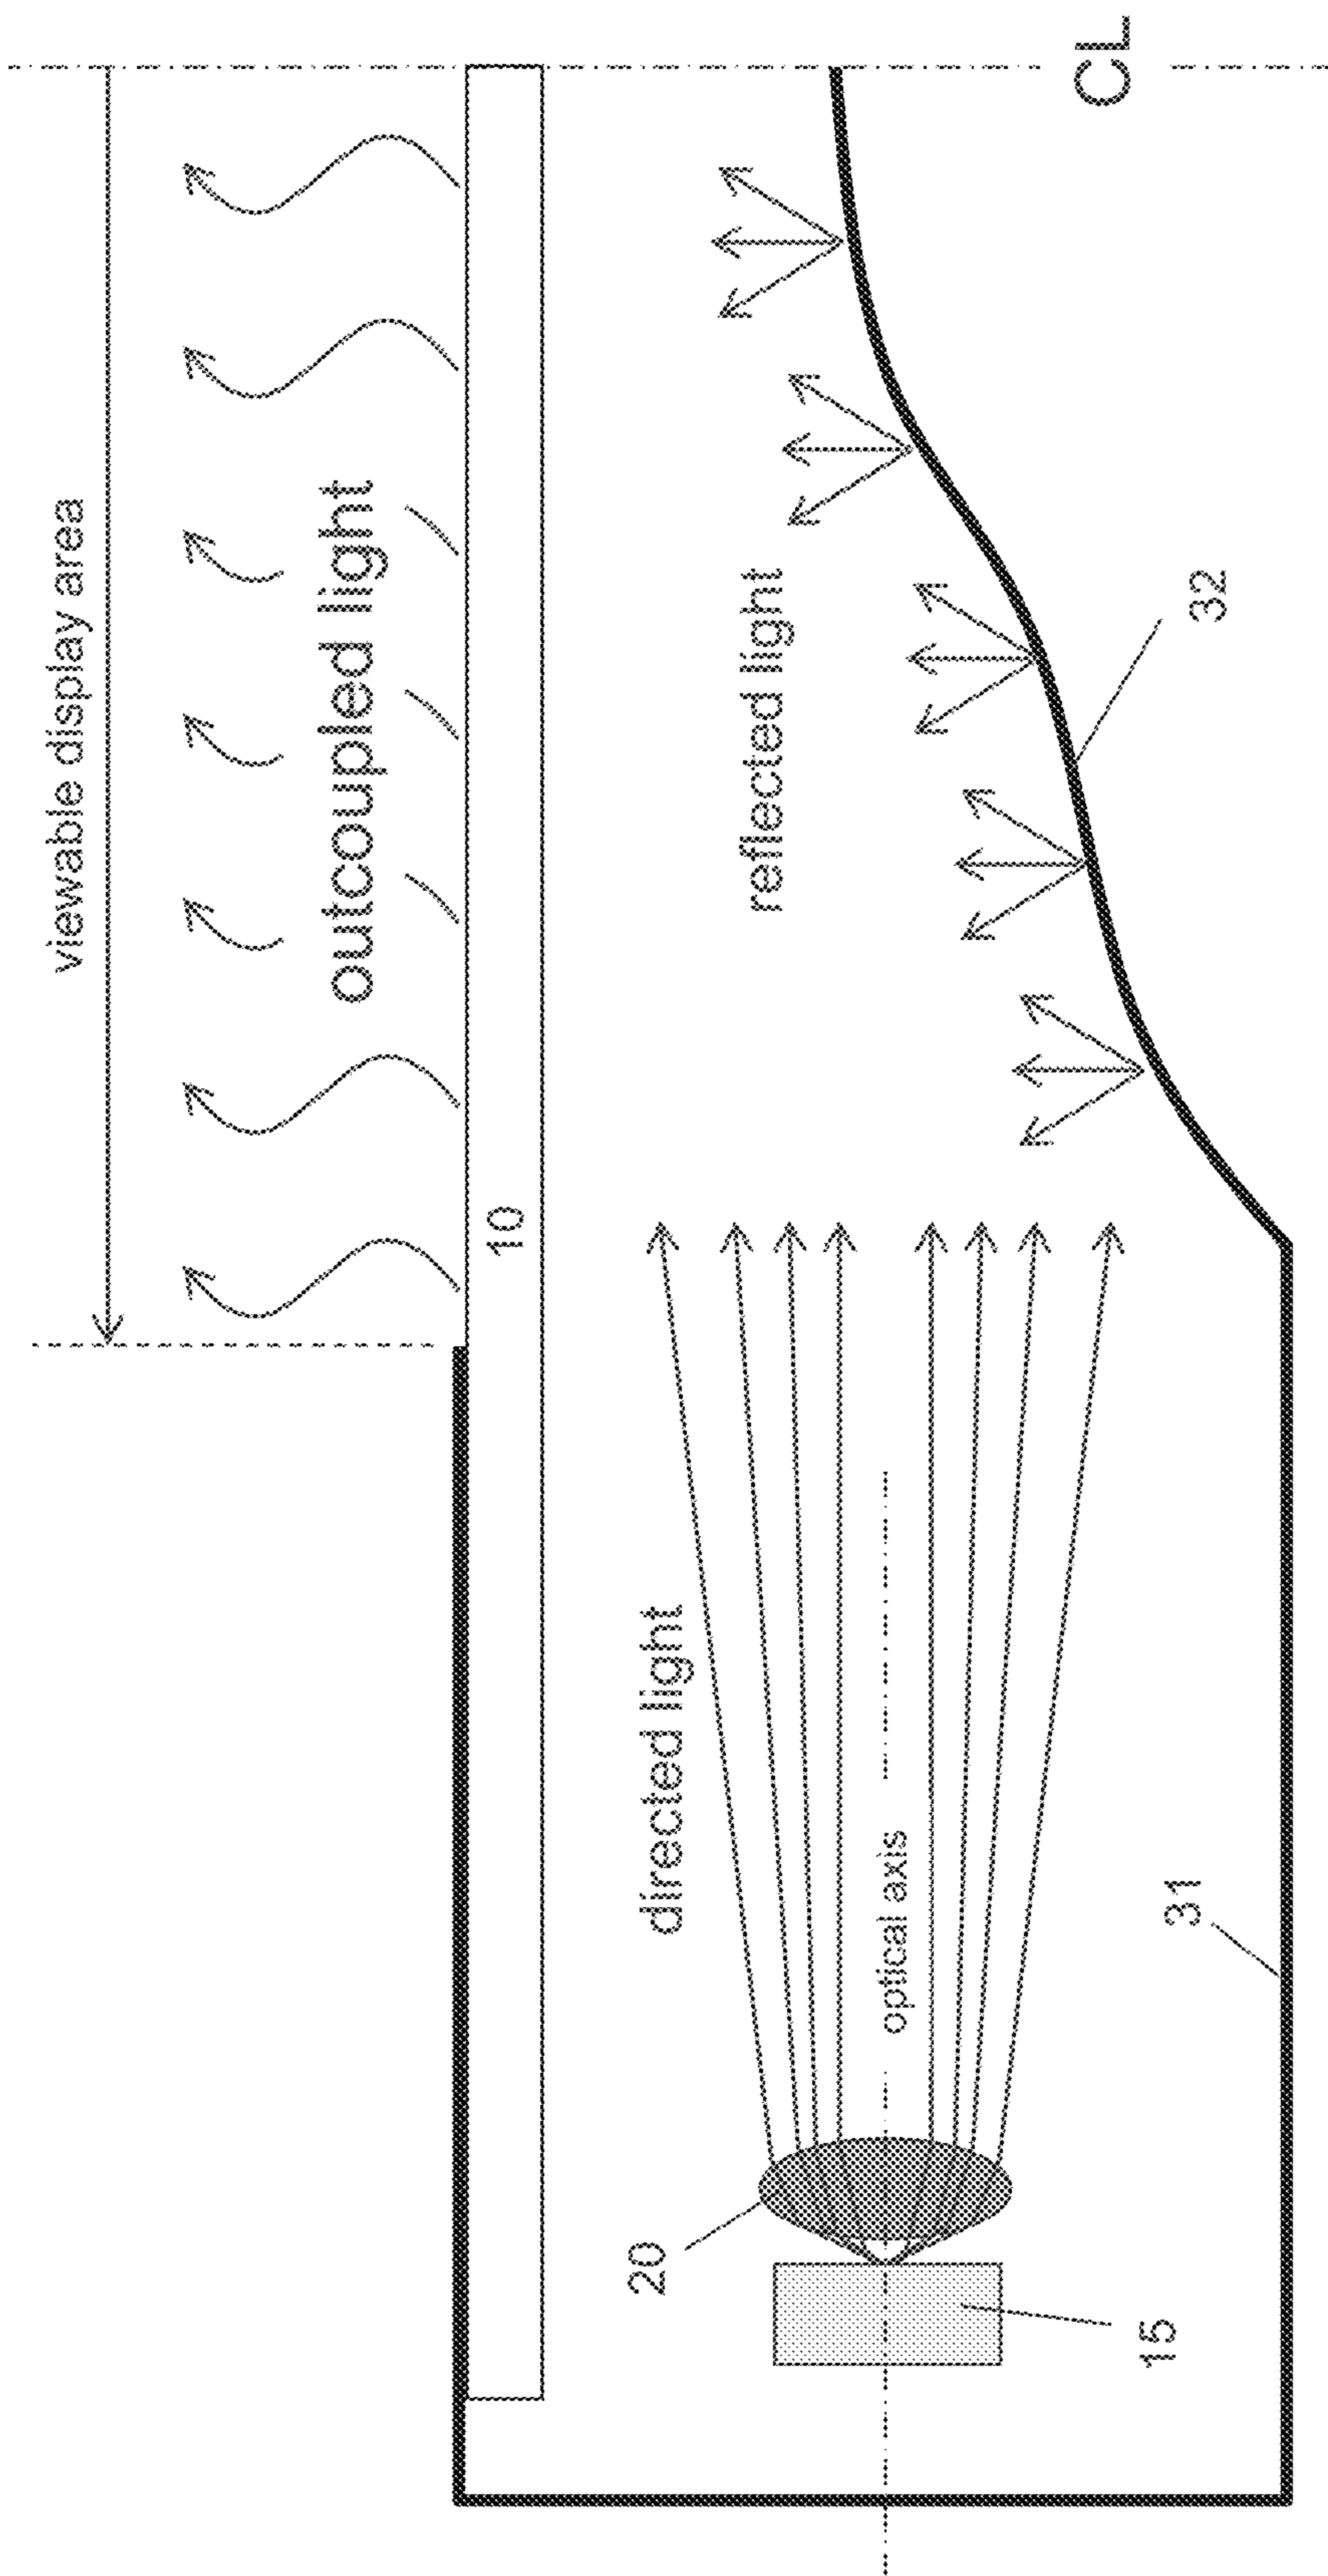 viewable display area
outcoupled light
10
directed light
reflected light
optical axis
20
15
31
32
CL